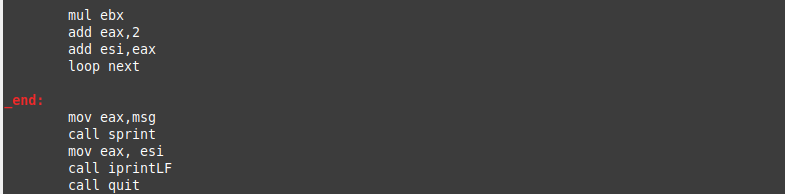 mul ebx
add eax,2
add esi,eax
loop next
_end:
mov eax,msg
call sprint
mov eax, esi
call iprintLF
call quit